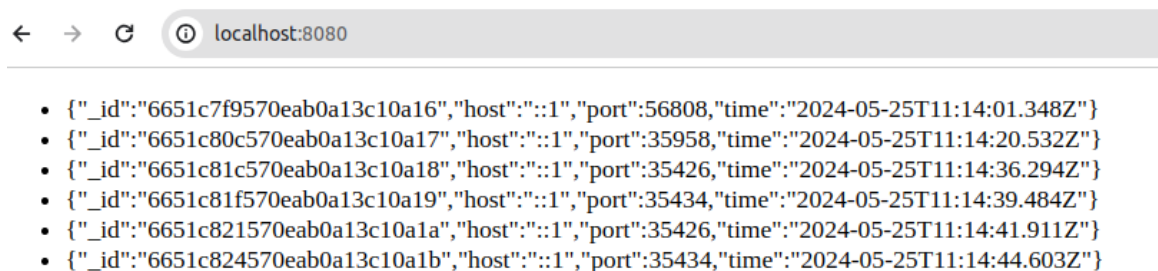 localhost:8080
{"_id":"6651c7f9570eab0a13c10a16","host":"::1","port":56808,"time":"2024-05-25T11:14:01.348Z"}
{"_id":"6651c80c570eab0a13c10a17","host":"::1","port":35958,"time":"2024-05-25T11:14:20.532Z"}
{"_id":"6651c81c570eab0a13c10a18","host":"::1","port":35426,"time":"2024-05-25T11:14:36.294Z"}
{"_id":"6651c81f570eab0a13c10a19","host":"::1","port":35434,"time":"2024-05-25T11:14:39.484Z"}
{"_id":"6651c821570eab0a13c10a1a","host":"::1","port":35426,"time":"2024-05-25T11:14:41.911Z"}
{"_id":"6651c824570eab0a13c10a1b","host":"::1","port":35434,"time":"2024-05-25T11:14:44.603Z"}